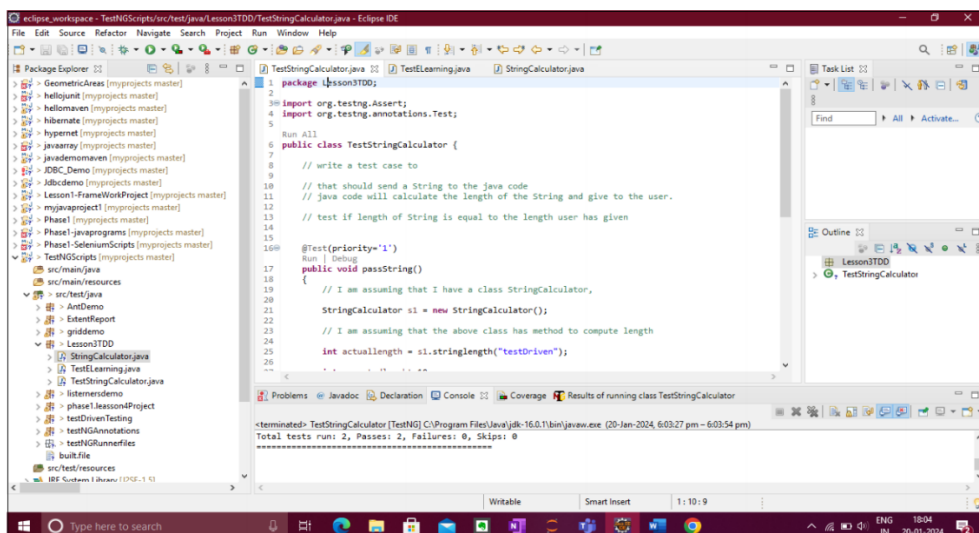 eclipse_workspace - TestNGScripts/src/test/java/Lesson3TDD/TestStringCalculator.java - Eclipse IDE
File Edit Source Refactor Navigate Search Project Run Window Help
Package Explorer
> GeometricAreas [myprojects master]
> hellojunit [myprojects master]
> hellomaven [myprojects master]
> hibernate [myprojects master]
> hypernet [myprojects master]
> javaarray [myprojects master]
> javademomaven [myprojects master]
> JDBC_Demo [myprojects master]
> Jdbcdemo [myprojects master]
> Lesson1-FrameWorkProject [myprojects master]
> myjavaproject1 [myprojects master]
> Phase1 [myprojects master]
> Phase1-javaprograms [myprojects master]
> Phase1-SeleniumScripts [myprojects master]
> TestNGScripts [myprojects master]
src/main/java
src/main/resources
> src/test/java
> AntDemo
> ExtentReport
> griddemo
> Lesson3TDD
> StringCalculator.java
> TestELearning.java
> TestStringCalculator.java
> listernersdemo
> phase1.leasson4Project
> testDrivenTesting
> testNGAnnotations
> testNGRunnerfiles
built.file
src/test/resources
JRE System Library [J2SE-1.5]
TestStringCalculator.java TestELearning.java StringCalculator.java
1 package Lesson3TDD;
2
3 import org.testng.Assert;
4 import org.testng.annotations.Test;
5
Run All
6 public class TestStringCalculator {
7
8 // write a test case to
9
10 // that should send a String to the java code
11 // java code will calculate the length of the String and give to the user.
12
13 // test if length of String is equal to the length user has given
14
15
16 @Test(priority='1')
Run | Debug
17 public void passString()
18 {
19 // I am assuming that I have a class StringCalculator,
20
21 StringCalculator s1 = new StringCalculator();
22
23 // I am assuming that the above class has method to compute length
24
25 int actuallength = s1.stringlength("testDriven");
26
Task List
Find All Activate...
Outline
Lesson3TDD
> TestStringCalculator
Problems Javadoc Declaration Console Coverage Results of running class TestStringCalculator
<terminated> TestStringCalculator [TestNG] C:\Program Files\Java\jdk-16.0.1\bin\javaw.exe (20-Jan-2024, 6:03:27 pm – 6:03:54 pm)
Total tests run: 2, Passes: 2, Failures: 0, Skips: 0
===============================================
Writable Smart Insert 1 : 10 : 9
Type here to search
ENG
IN
18:04
20-01-2024